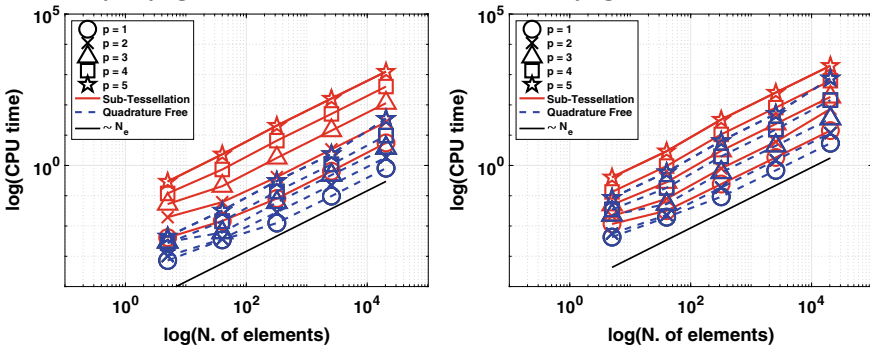 10^5
p = 1
p = 2
p = 3
p = 4
p = 5
Sub-Tessellation
Quadrature Free
~ N_e
log(CPU time)
10^0
10^0
10^2
10^4
log(N. of elements)
10^5
p = 1
p = 2
p = 3
p = 4
p = 5
Sub-Tessellation
Quadrature Free
~ N_e
log(CPU time)
10^0
10^0
10^2
10^4
log(N. of elements)